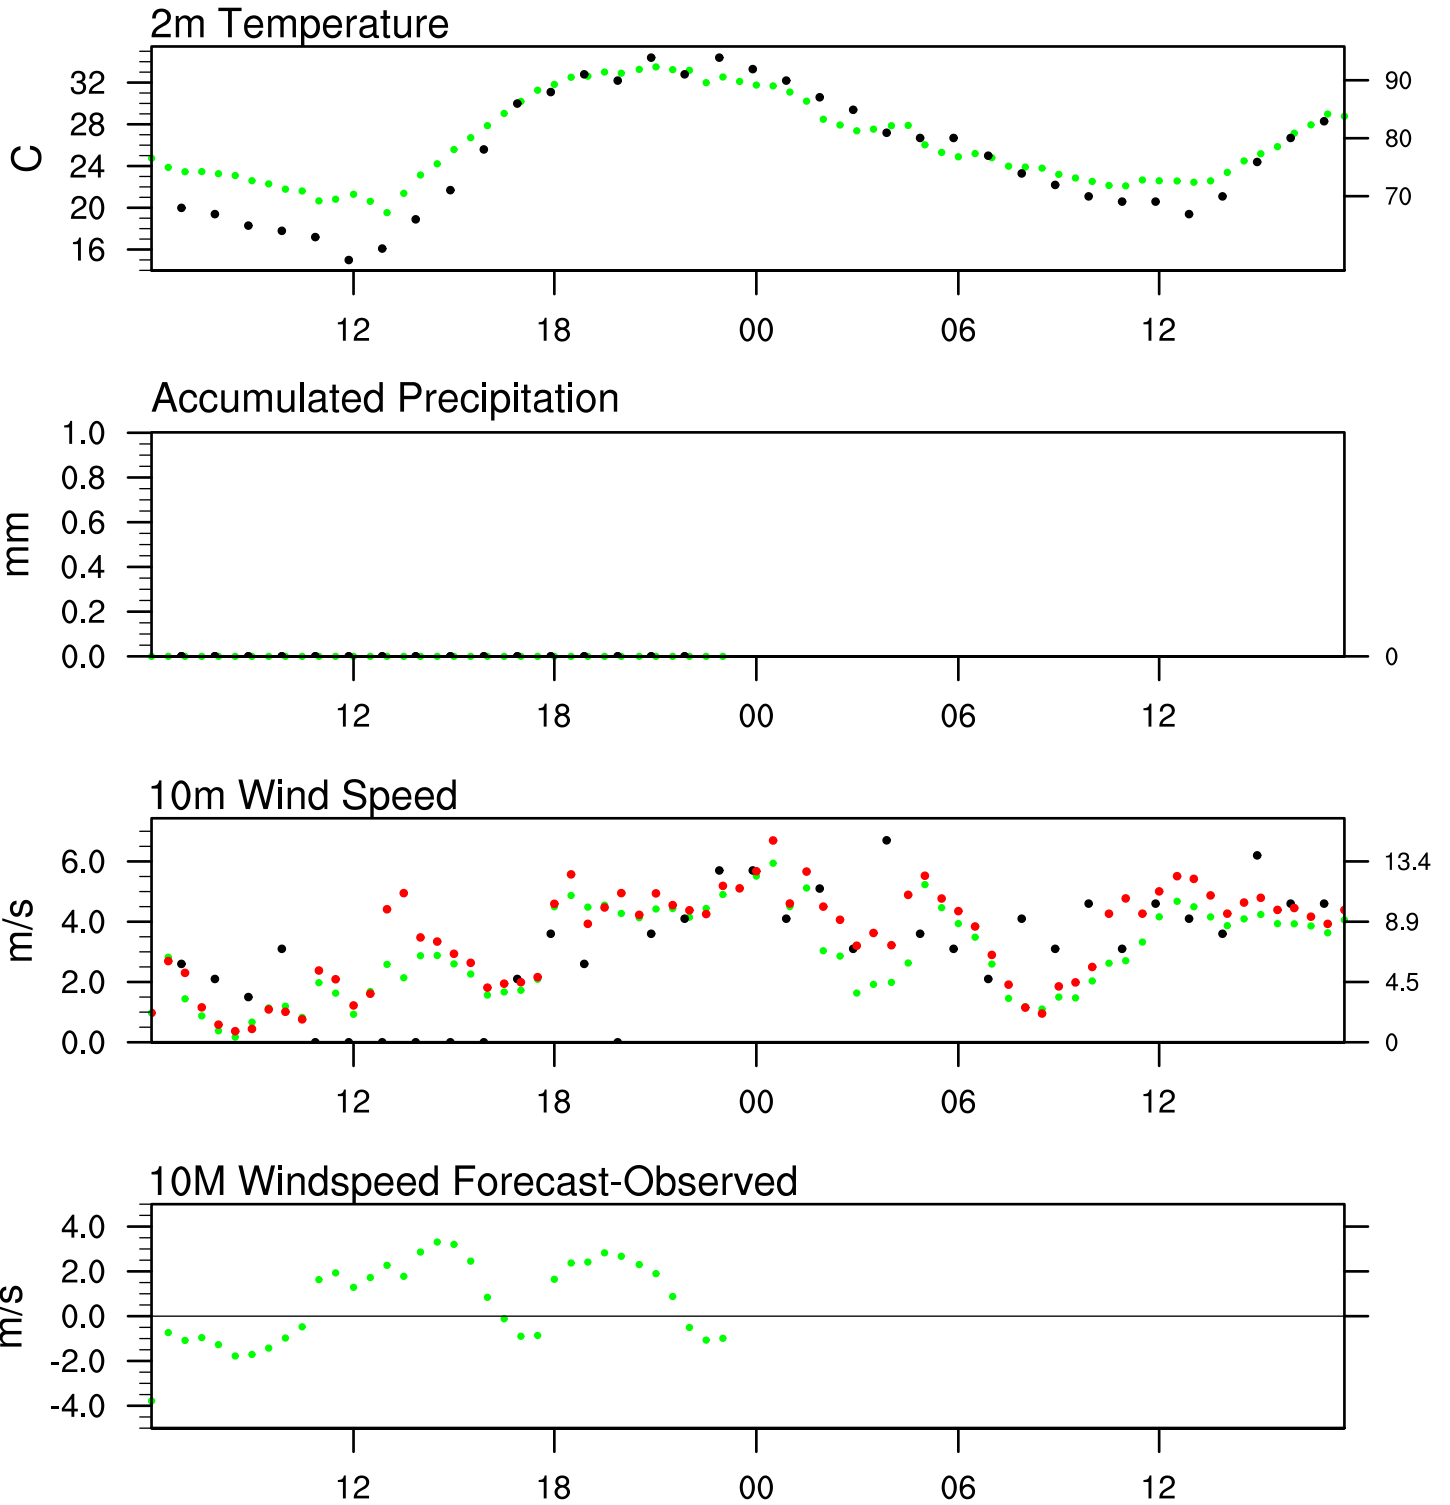 2m Temperature
C
32
28
24
20
16
90
80
70
12 18 00 06 12
Accumulated Precipitation
mm
1.0
0.8
0.6
0.4
0.2
0.0
0
12 18 00 06 12
10m Wind Speed
m/s
6.0
4.0
2.0
0.0
13.4
8.9
4.5
0
12 18 00 06 12
10M Windspeed Forecast-Observed
m/s
4.0
2.0
0.0
-2.0
-4.0
12 18 00 06 12